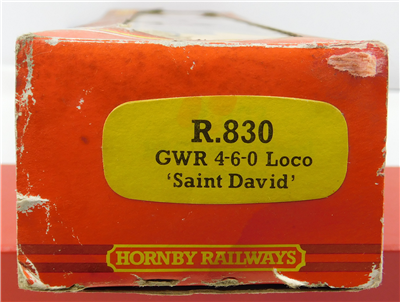 R.830
GWR 4-6-0 Loco
‘Saint David’
HORNBY RAILWAYS